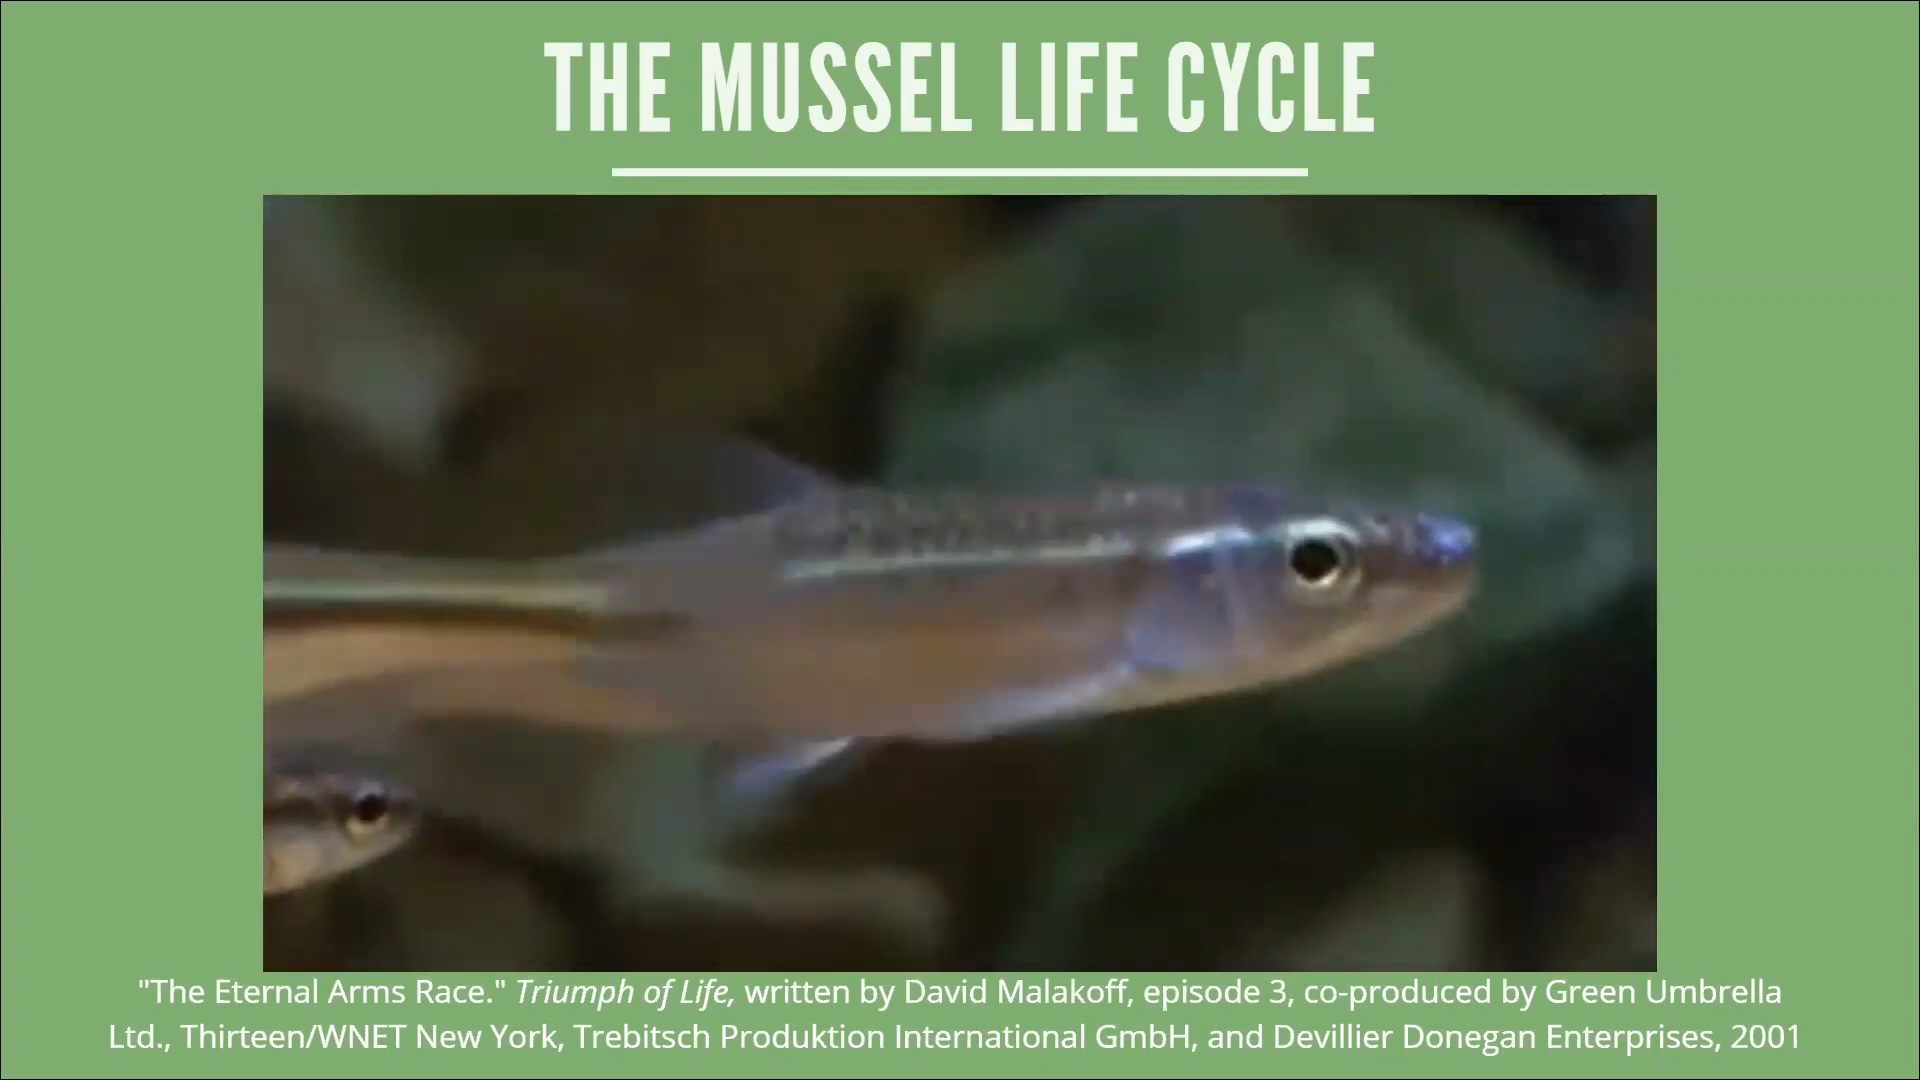 THE MUSSEL LIFE CYCLE
"The Eternal Arms Race." Triumph of Life, written by David Malakoff, episode 3, co-produced by Green Umbrella
Ltd., Thirteen/WNET New York, Trebitsch Produktion International GmbH, and Devillier Donegan Enterprises, 2001